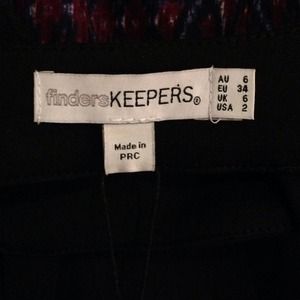 findersKEEPERS®
AU 6
EU 34
UK 6
USA 2
Made in
PRC